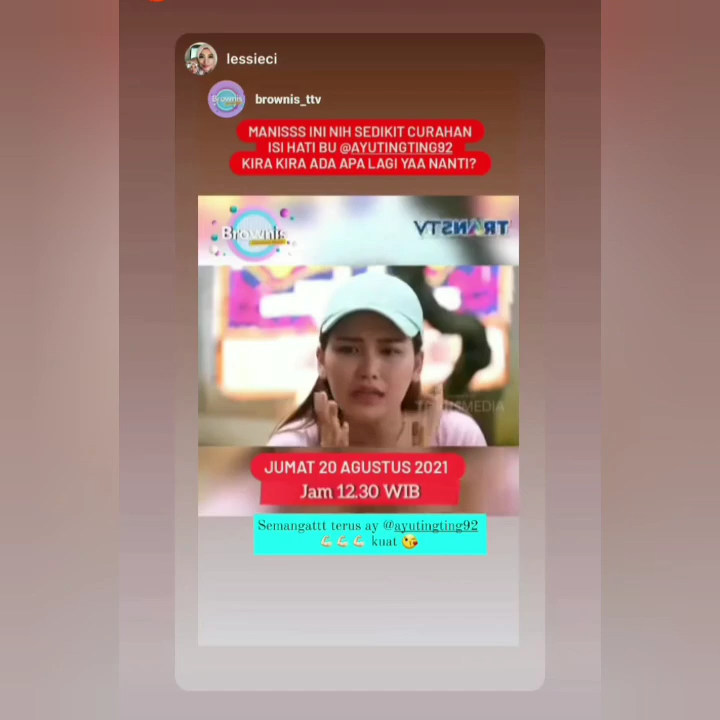 lessieci
brownis_ttv
MANISSS INI NIH SEDIKIT CURAHAN
ISI HATI BU @AYUTINGTING92
KIRA KIRA ADA APA LAGI YAA NANTI?
Brownis
TRANSTV
TRANSMEDIA
JUMAT 20 AGUSTUS 2021
Jam 12.30 WIB
Semangattt terus ay @ayutingting92
💪🏻💪🏻💪🏻 kuat 😘